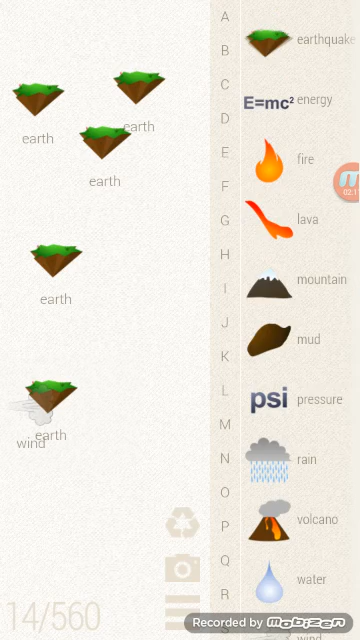 A
B
C
D
E
F
G
H
I
J
K
L
M
N
O
P
Q
R
earthquake
E=mc²
energy
fire
lava
mountain
mud
psi
pressure
rain
volcano
water
wind
earth
earth
earth
earth
wind
earth
14/560
Recorded by MOBIZEN